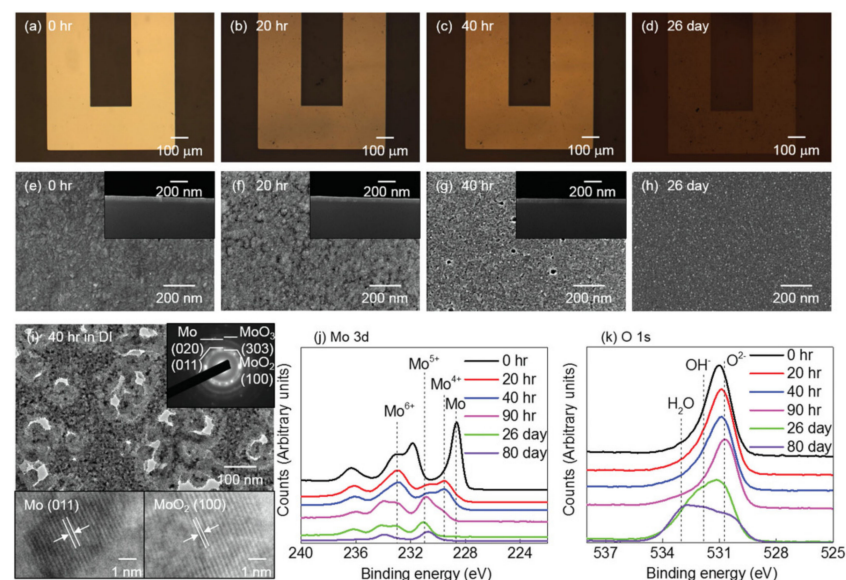 (a) 0 hr
100 µm
(b) 20 hr
100 µm
(c) 40 hr
100 µm
(d) 26 day
100 µm
(e) 0 hr
200 nm
200 nm
(f) 20 hr
200 nm
200 nm
(g) 40 hr
200 nm
200 nm
(h) 26 day
200 nm
(i) 40 hr in DI
Mo
(020)
(011)
MoO₃
(303)
MoO₂
(100)
100 nm
Mo (011)
1 nm
MoO₂ (100)
1 nm
(j) Mo 3d
Counts (Arbitrary units)
Mo⁶⁺
Mo⁵⁺
Mo⁴⁺
Mo
0 hr
20 hr
40 hr
90 hr
26 day
80 day
240 236 232 228 224 220
Binding energy (eV)
(k) O 1s
Counts (Arbitrary units)
H₂O
OH⁻
O²⁻
0 hr
20 hr
40 hr
90 hr
26 day
80 day
537 534 531 528 525
Binding energy (eV)